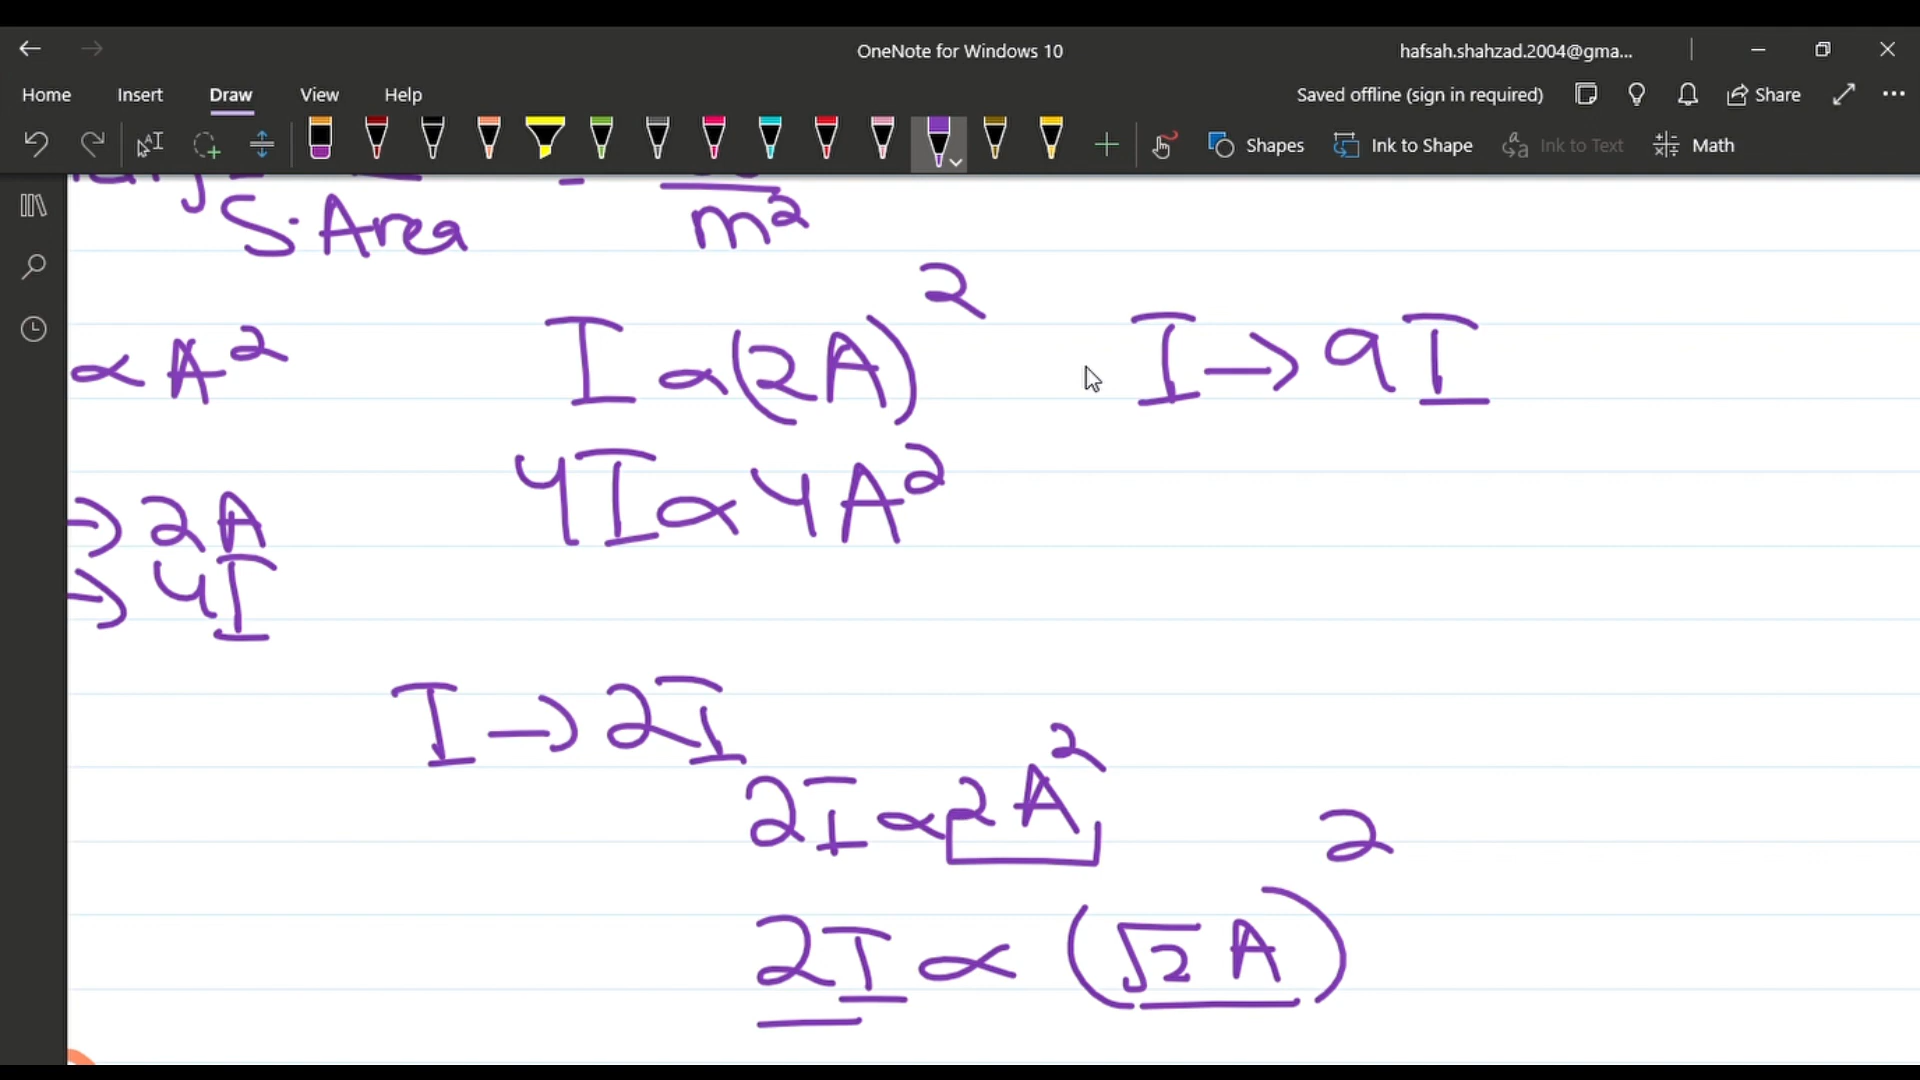 OneNote for Windows 10
hafsah.shahzad.2004@gma...
Home Insert Draw View Help
Saved offline (sign in required) Share
Shapes Ink to Shape Ink to Text Math
S.Area m²
∝ A² I ∝ (2A)² I → 9I
4I ∝ 4A²
→ 2A
→ 4I
I → 2I
2I ∝ 2A²
2I ∝ (√2 A)²